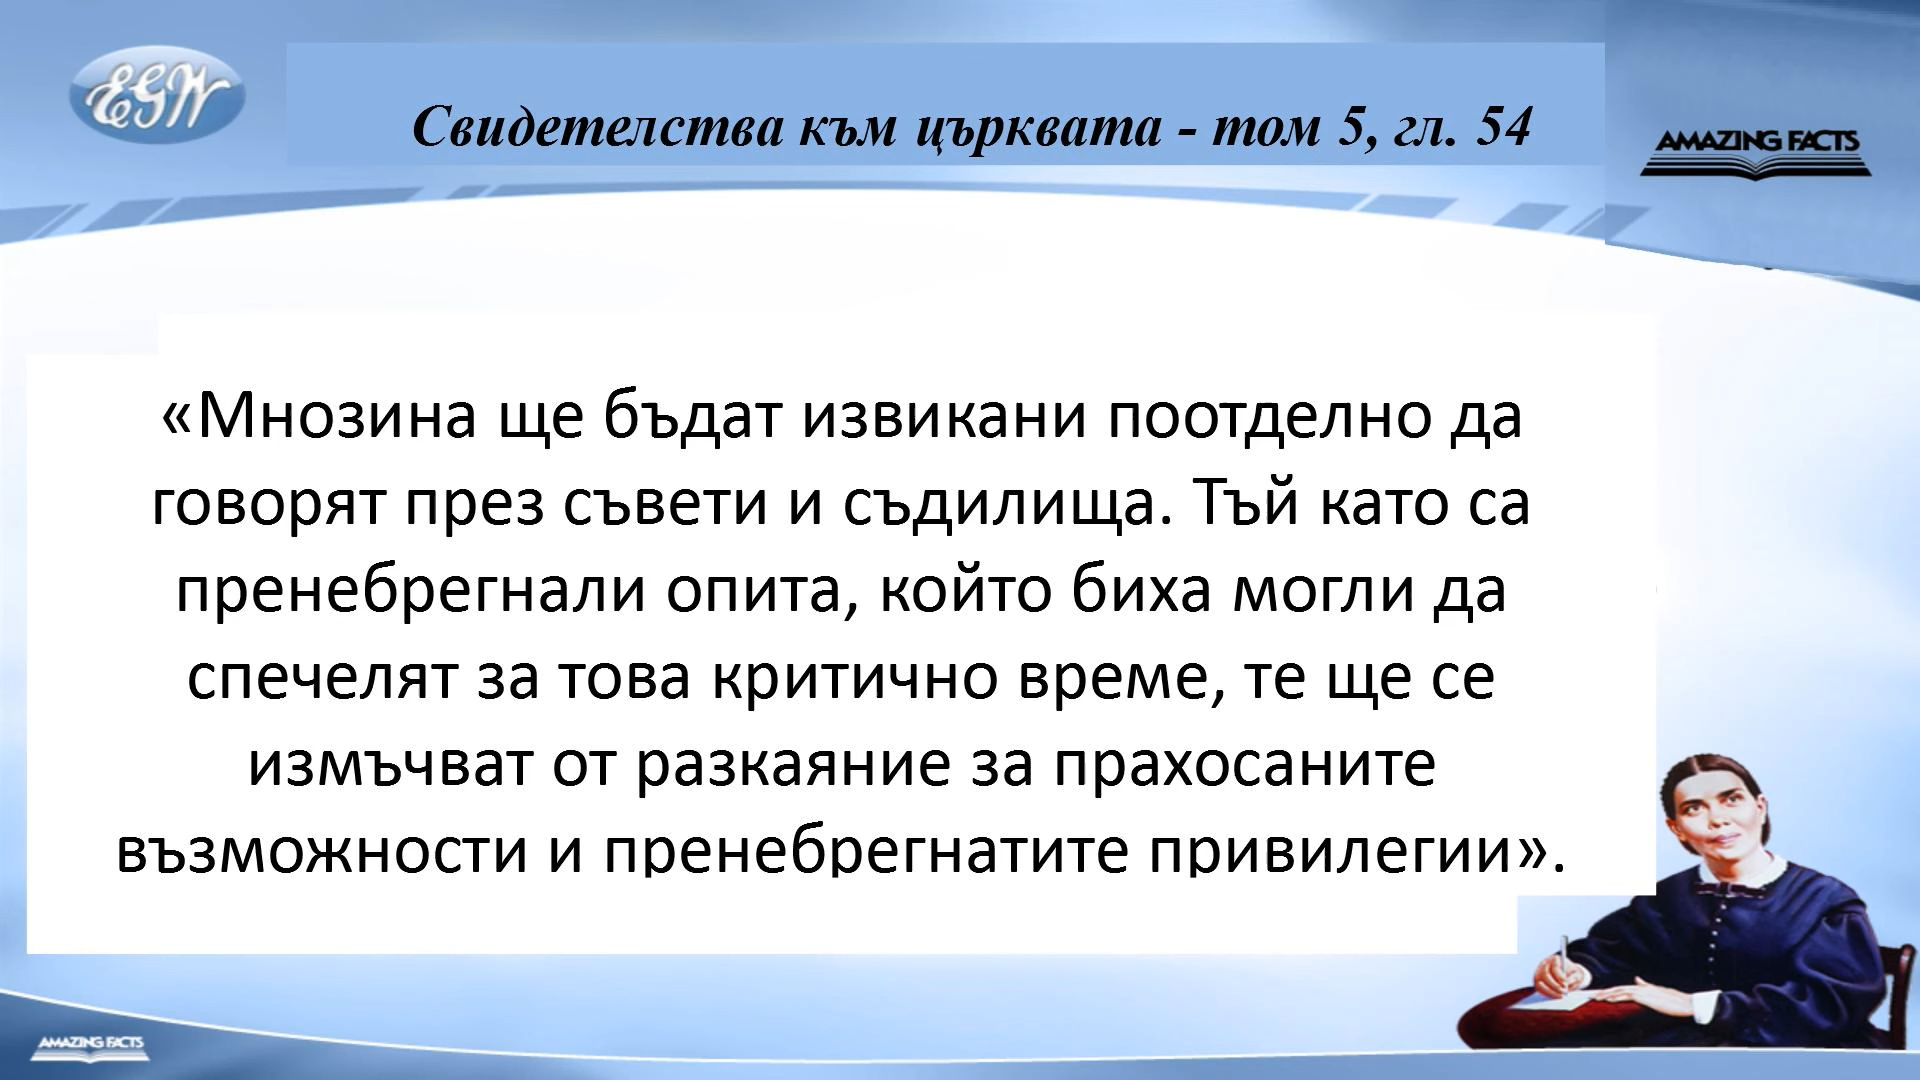 EGW
Свидетелства към църквата - том 5, гл. 54
AMAZING FACTS
«Мнозина ще бъдат извикани поотделно да
говорят през съвети и съдилища. Тъй като са
пренебрегнали опита, който биха могли да
спечелят за това критично време, те ще се
измъчват от разкаяние за прахосаните
възможности и пренебрегнатите привилегии».
AMAZING FACTS